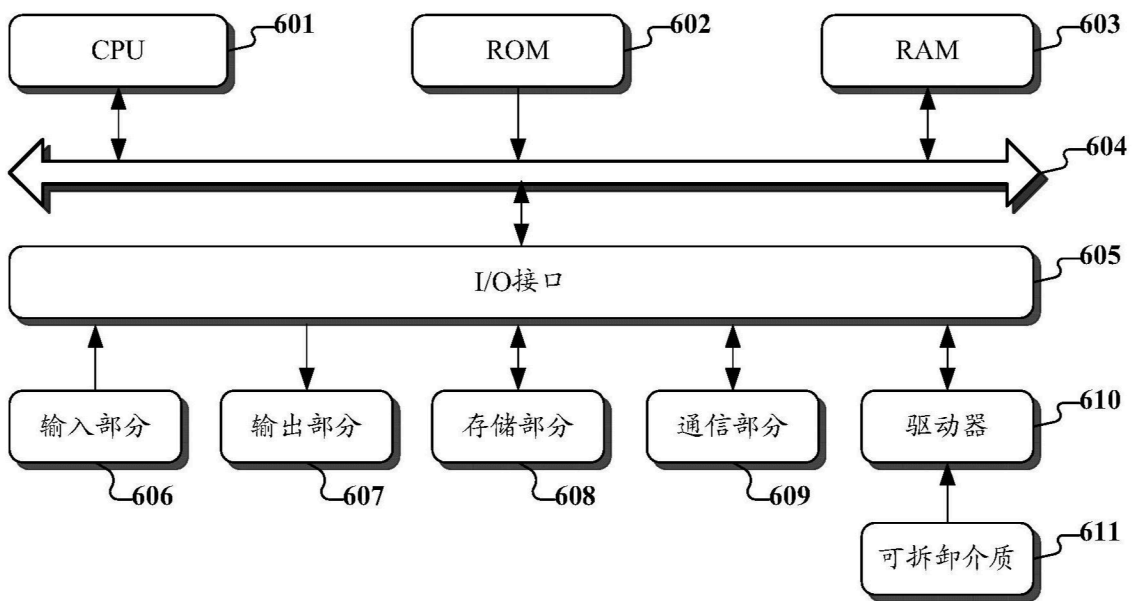 CPU
601
ROM
602
RAM
603
604
I/O接口
605
输入部分
606
输出部分
607
存储部分
608
通信部分
609
驱动器
610
可拆卸介质
611